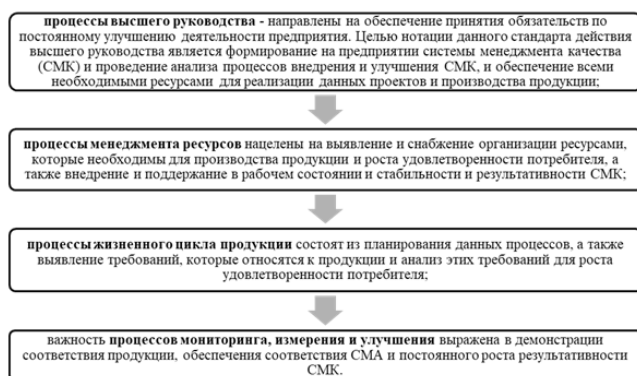 процессы высшего руководства - направлены на обеспечение принятия обязательств по
постоянному улучшению деятельности предприятия. Целью нотации данного стандарта действия
высшего руководства является формирование на предприятии системы менеджмента качества
(СМК) и проведение анализа процессов внедрения и улучшения СМК, и обеспечение всеми
необходимыми ресурсами для реализации данных проектов и производства продукции;
процессы менеджмента ресурсов нацелены на выявление и снабжение организации ресурсами,
которые необходимы для производства продукции и роста удовлетворенности потребителя, а
также внедрение и поддержание в рабочем состоянии и стабильности и результативности СМК;
процессы жизненного цикла продукции состоят из планирования данных процессов, а также
выявление требований, которые относятся к продукции и анализ этих требований для роста
удовлетворенности потребителя;
важность процессов мониторинга, измерения и улучшения выражена в демонстрации
соответствия продукции, обеспечения соответствия СМА и постоянного роста результативности
СМК.